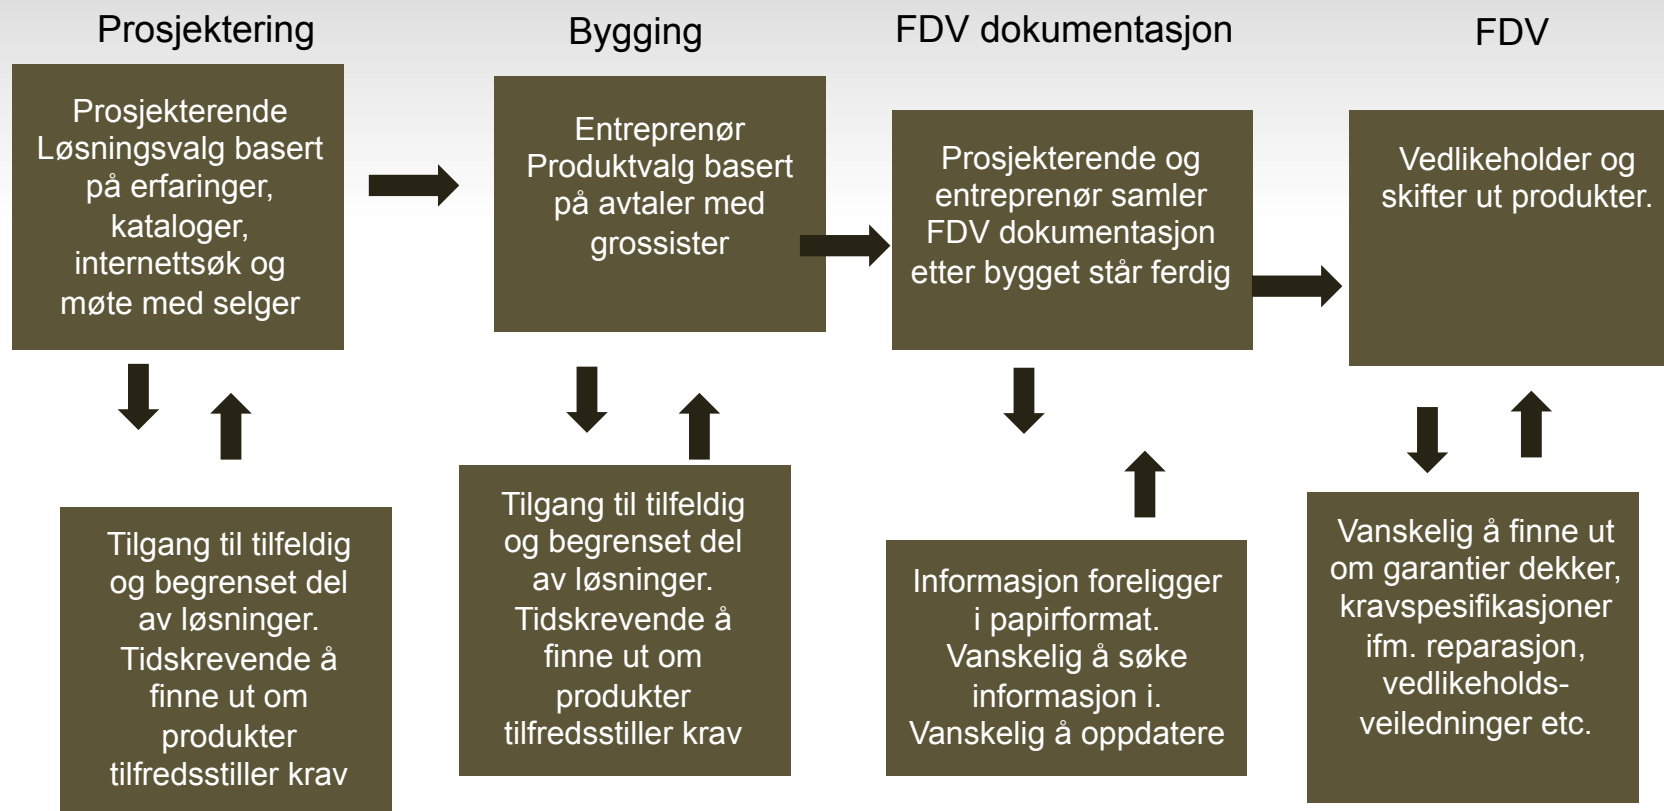 Prosjektering
Bygging
FDV dokumentasjon
FDV
Prosjekterende
Løsningsvalg basert
på erfaringer,
kataloger,
internettsøk og
møte med selger
Entreprenør
Produktvalg basert
på avtaler med
grossister
Prosjekterende og
entreprenør samler
FDV dokumentasjon
etter bygget står ferdig
Vedlikeholder og
skifter ut produkter.
Tilgang til tilfeldig
og begrenset del
av løsninger.
Tidskrevende å
finne ut om
produkter
tilfredsstiller krav
Tilgang til tilfeldig
og begrenset del
av løsninger.
Tidskrevende å
finne ut om
produkter
tilfredsstiller krav
Informasjon foreligger
i papirformat.
Vanskelig å søke
informasjon i.
Vanskelig å oppdatere
Vanskelig å finne ut
om garantier dekker,
kravspesifikasjoner
ifm. reparasjon,
vedlikeholds-
veiledninger etc.